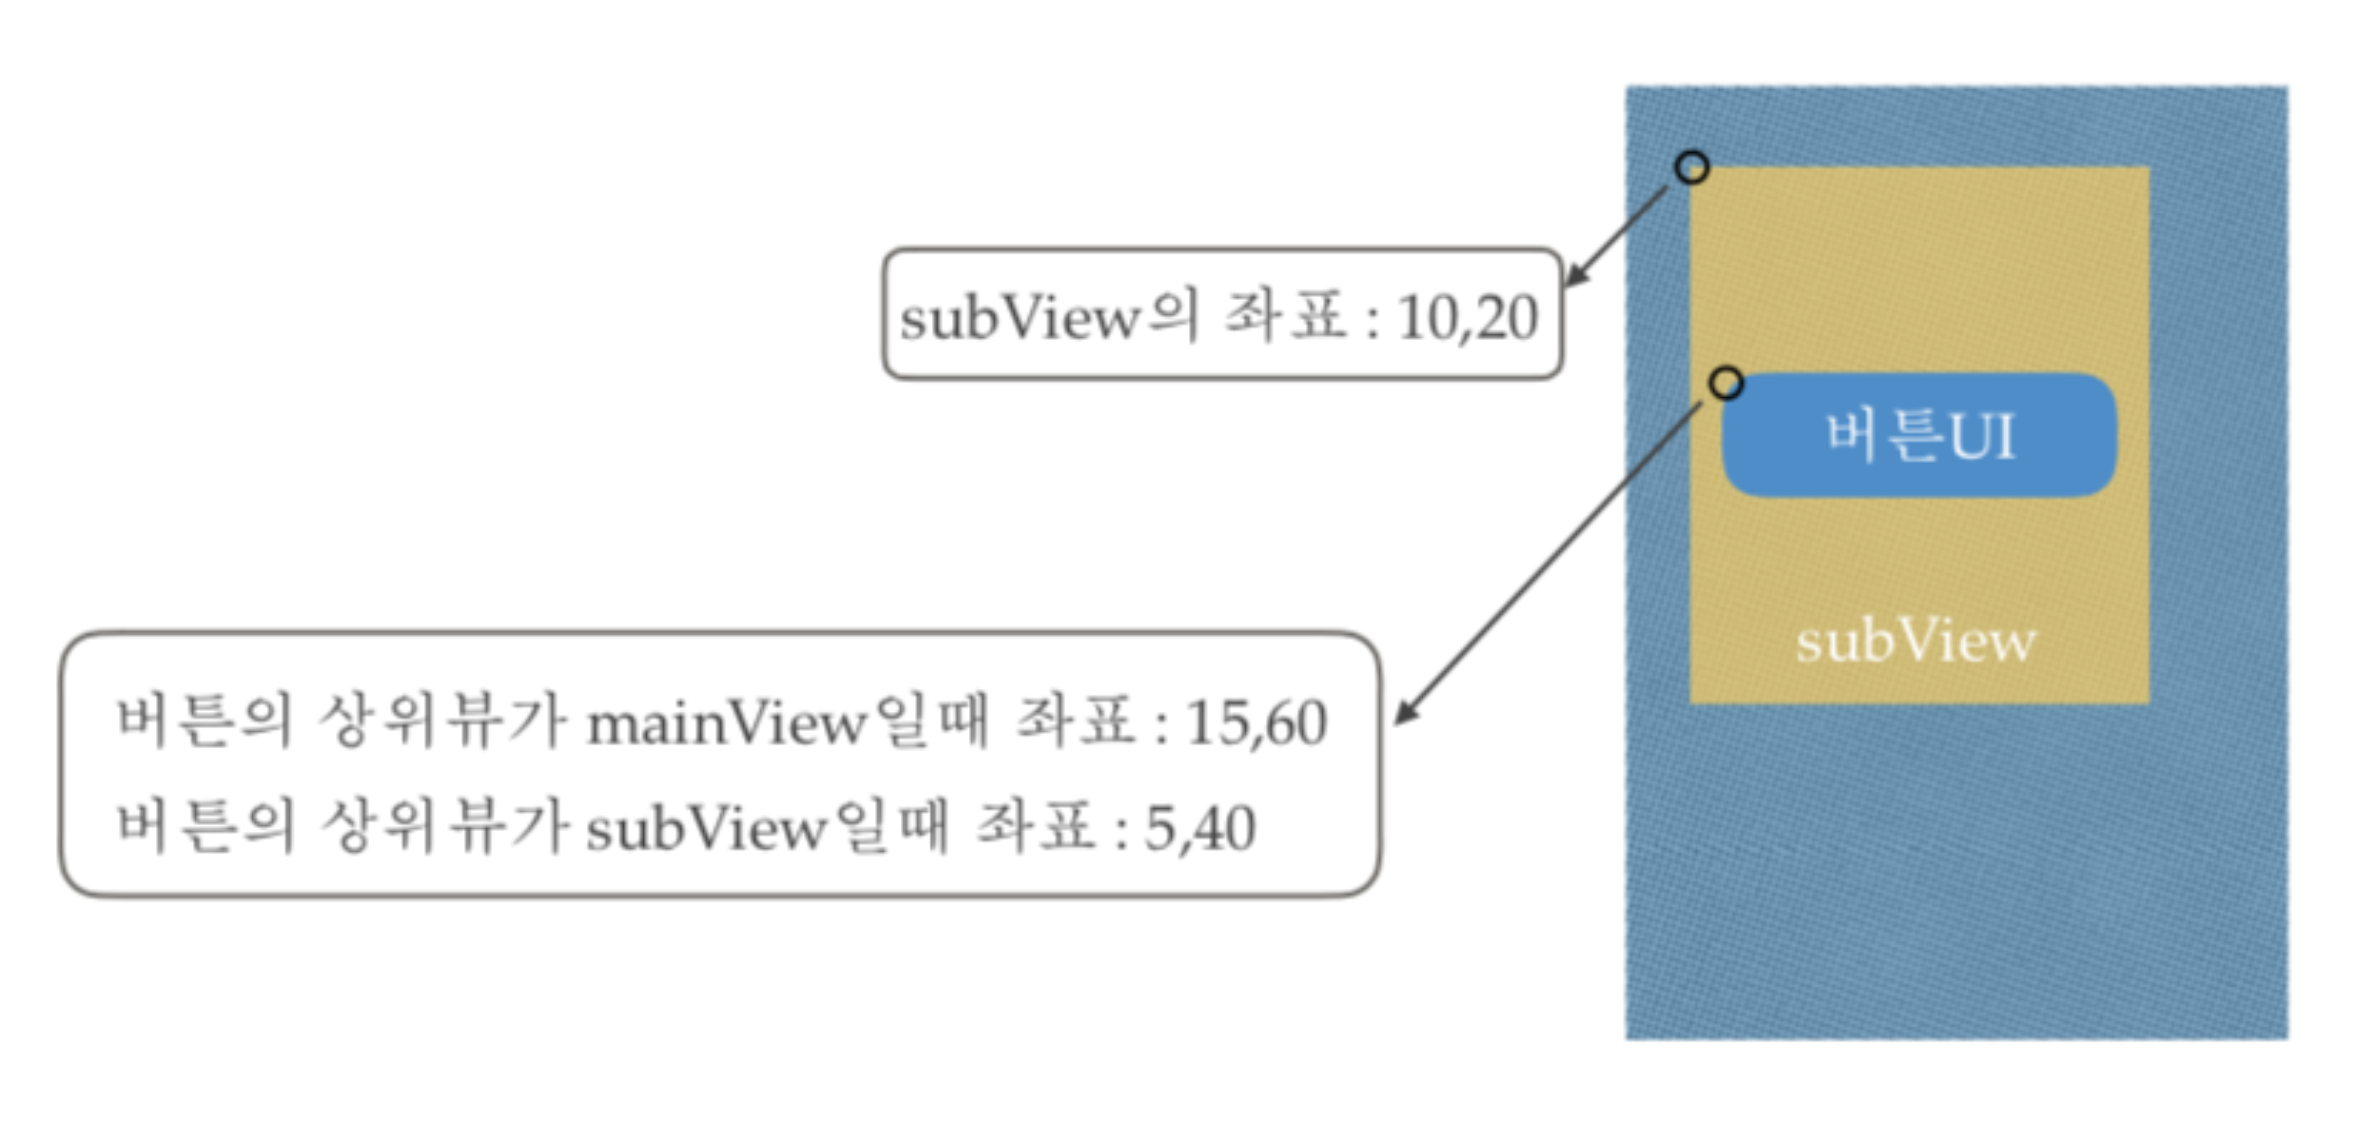 subView의 좌표 : 10,20
버튼UI
subView
버튼의 상위뷰가 mainView일때 좌표 : 15,60
버튼의 상위뷰가 subView일때 좌표 : 5,40